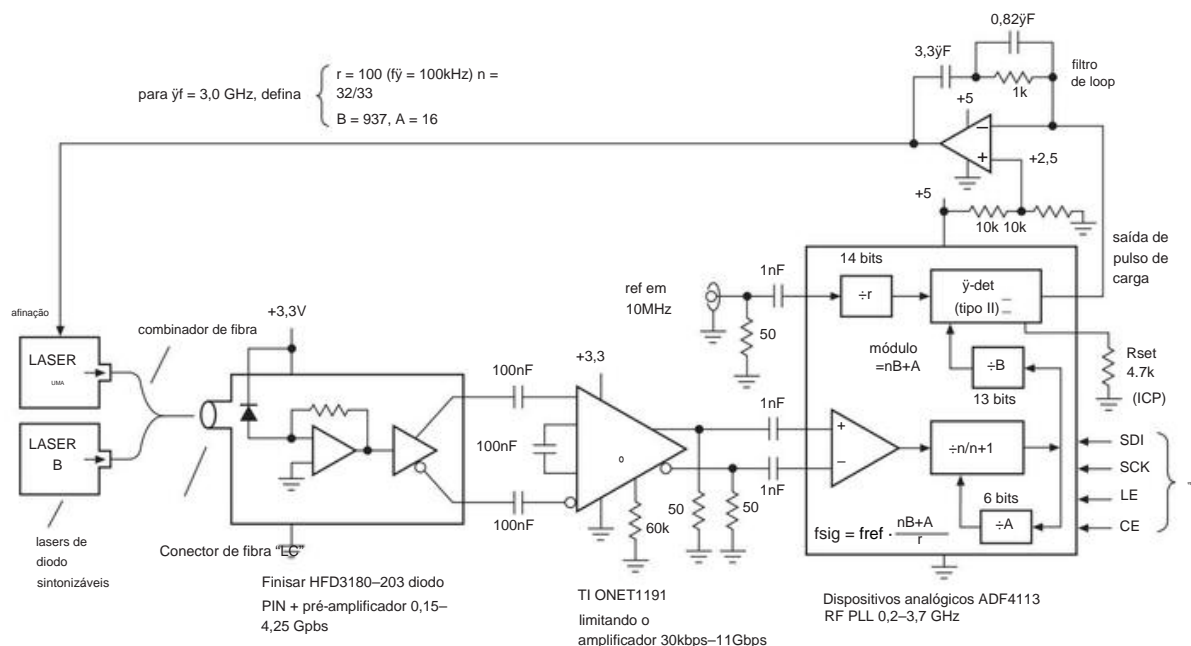 0,82ÿF
3,3ÿF
filtro
de loop
1k
r = 100 (fÿ = 100kHz) n =
32/33
para ÿf = 3,0 GHz, defina
B = 937, A = 16
+5
–
+
+2,5
+5
10k 10k
saída de
pulso de
carga
14 bits
1nF
ref em
10MHz
÷r
ÿ-det
(tipo II)
50
afinação
combinador de fibra
+3,3V
módulo
=nB+A
÷B
13 bits
Rset
4.7k
(ICP)
LASER
UMA
LASER
B
100nF
+3,3
100nF
100nF
o
60k
50
50
1nF
1nF
+
–
÷n/n+1
6 bits
÷A
SDI
SCK
LE
CE
fsig = fref · nB+A
r
lasers de
diodo
sintonizáveis
Conector de fibra “LC”
Finisar HFD3180–203 diodo
PIN + pré-amplificador 0,15–
4,25 Gpbs
TI ONET1191
limitando o
amplificador 30kbps–11Gbps
Dispositivos analógicos ADF4113
RF PLL 0,2–3,7 GHz